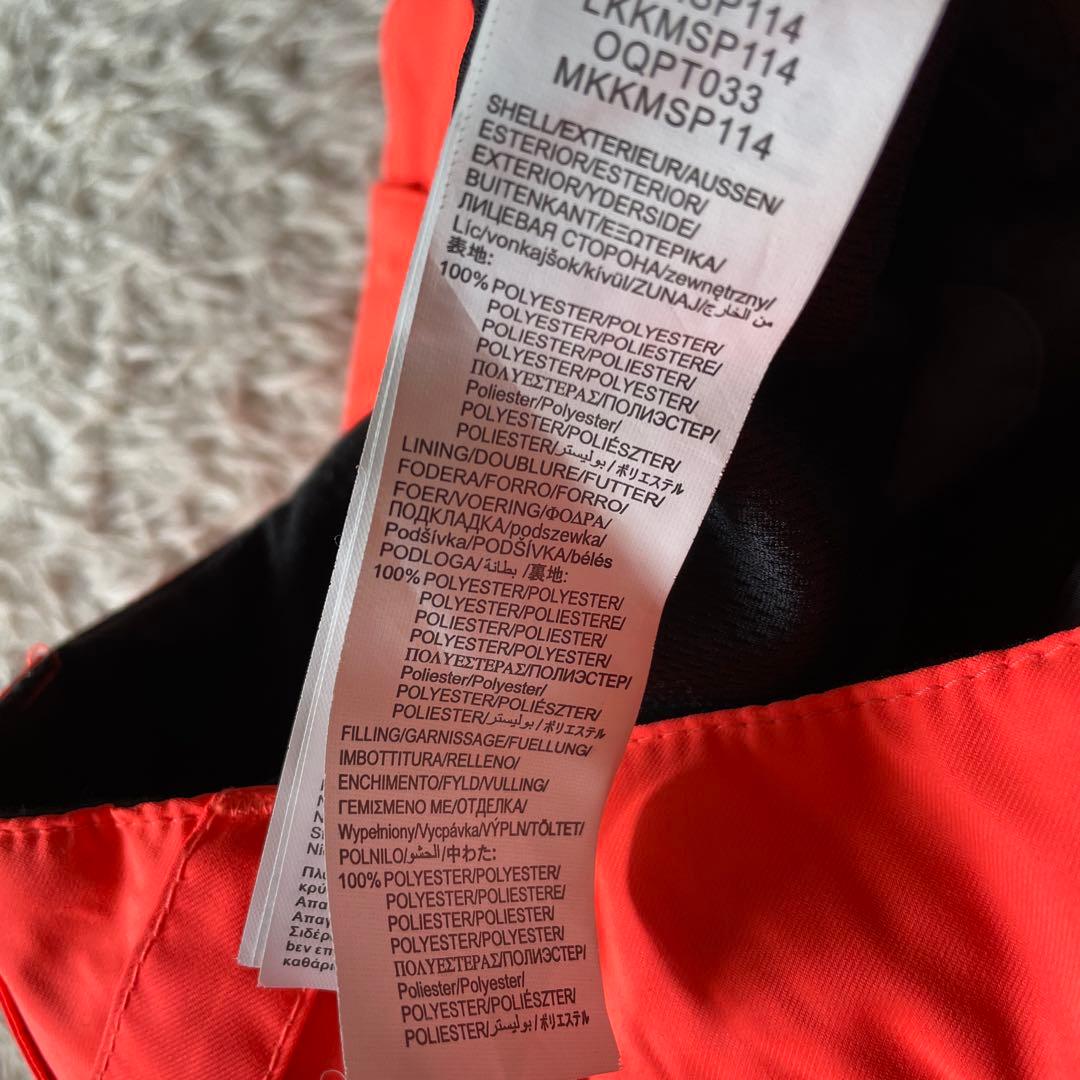 SP114
LKKMSP114
OQPT033
MKKMSP114
SHELL/EXTERIEUR/AUSSEN/
ESTERIOR/ESTERIOR/
EXTERIOR/YDERSIDE/
BUITENKANT/ΕΞΩΤΕΡΙΚΑ/
ЛИЦЕВАЯ СТОРОНА/zewnętrzny/
Líc/vonkajšok/kívül/ZUNAJ/من الخارج/
表地:
100% POLYESTER/POLYESTER/
POLYESTER/POLIESTERE/
POLIESTER/POLIESTER/
POLYESTER/POLYESTER/
ΠΟΛΥΕΣΤΕΡΑΣ/ПОЛИЭСТЕР/
Poliester/Polyester/
POLYESTER/POLIÉSZTER/
POLIESTER/بوليستر/ポリエステル
LINING/DOUBLURE/FUTTER/
FODERA/FORRO/FORRO/
FOER/VOERING/ΦΟΔΡΑ/
ПОДКЛАДКА/podszewka/
Podšívka/PODŠÍVKA/bélés
PODLOGA/بطانة/裏地:
100% POLYESTER/POLYESTER/
POLYESTER/POLIESTERE/
POLIESTER/POLIESTER/
POLYESTER/POLYESTER/
ΠΟΛΥΕΣΤΕΡΑΣ/ПОЛИЭСТЕР/
Poliester/Polyester/
POLYESTER/POLIÉSZTER/
POLIESTER/بوليستر/ポリエステル
FILLING/GARNISSAGE/FUELLUNG/
IMBOTTITURA/RELLENO/
ENCHIMENTO/FYLD/VULLING/
ΓΕΜΙΣΜΕΝΟ ΜΕ/ОТДЕЛКА/
Wypełniony/Vycpávka/VÝPLN/TÖLTET/
POLNILO/الحشو/中わた:
100% POLYESTER/POLYESTER/
POLYESTER/POLIESTERE/
POLIESTER/POLIESTER/
POLYESTER/POLYESTER/
ΠΟΛΥΕΣΤΕΡΑΣ/ПОЛИЭСТЕР/
Poliester/Polyester/
POLYESTER/POLIÉSZTER/
POLIESTER/بوليستر/ポリエステル